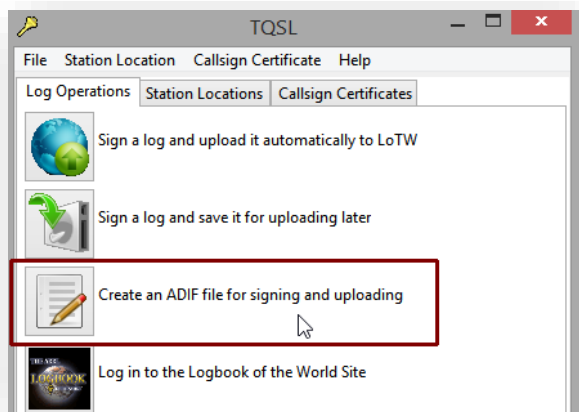 TQSL
File Station Location Callsign Certificate Help
Log Operations Station Locations Callsign Certificates
Sign a log and upload it automatically to LoTW
Sign a log and save it for uploading later
Create an ADIF file for signing and uploading
LOGBOOK
Log in to the Logbook of the World Site